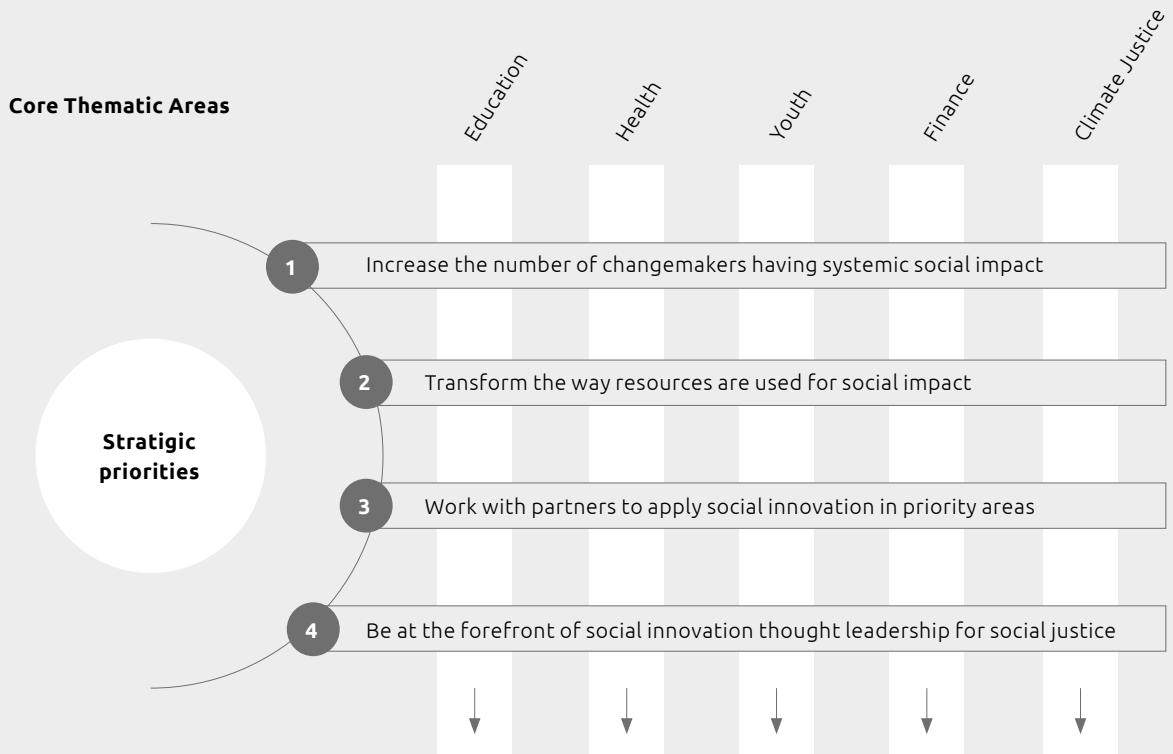 Core Thematic Areas
Education
Health
Youth
Finance
Climate Justice
1
Increase the number of changemakers having systemic social impact
2
Transform the way resources are used for social impact
Stratigic
priorities
3
Work with partners to apply social innovation in priority areas
4
Be at the forefront of social innovation thought leadership for social justice